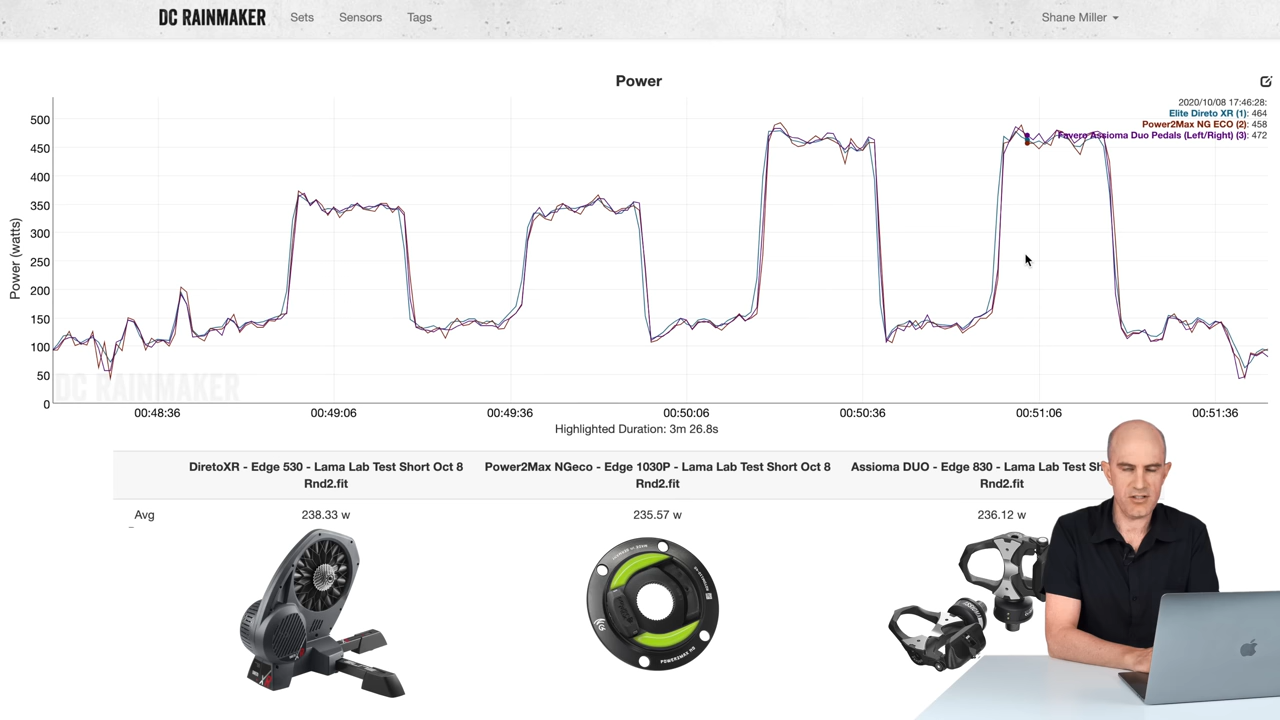 DC RAINMAKER
Sets
Sensors
Tags
Shane Miller
Power
2020/10/08 17:46:28:
Elite Direto XR (1): 464
Power2Max NG ECO (2): 458
Favero Assioma Duo Pedals (Left/Right) (3): 472
Power (watts)
500
450
400
350
300
250
200
150
100
50
0
DC RAINMAKER
00:48:36
00:49:06
00:49:36
00:50:06
00:50:36
00:51:06
00:51:36
Highlighted Duration: 3m 26.8s
DiretoXR - Edge 530 - Lama Lab Test Short Oct 8
Rnd2.fit
Power2Max NGeco - Edge 1030P - Lama Lab Test Short Oct 8
Rnd2.fit
Assioma DUO - Edge 830 - Lama Lab Test Sh
Rnd2.fit
Avg
238.33 w
235.57 w
236.12 w
POWER2MAX NG